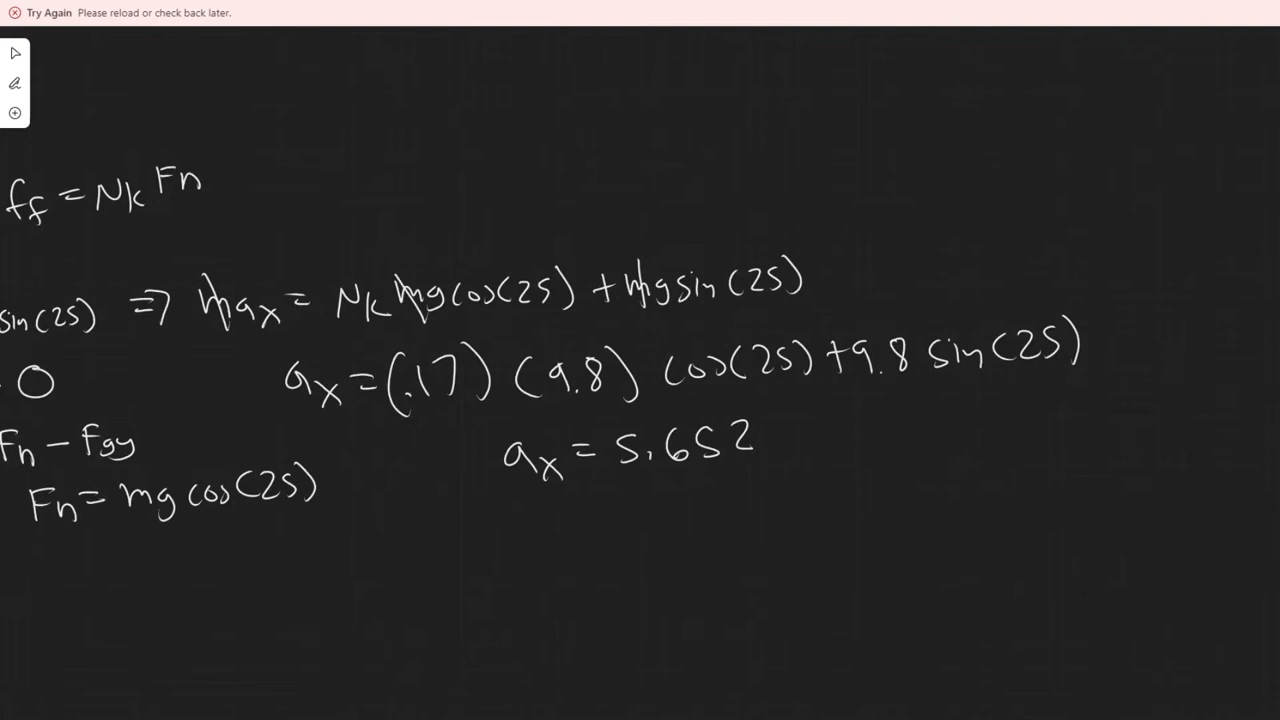 Try Again Please reload or check back later.
ff = Nk Fn
sin(25) => max = Nk mg cos(25) + mg sin(25)
- 0
ax = (.17) (9.8) cos(25) + 9.8 sin(25)
Fn - Fgy
ax = 5.652
Fn = mg cos(25)